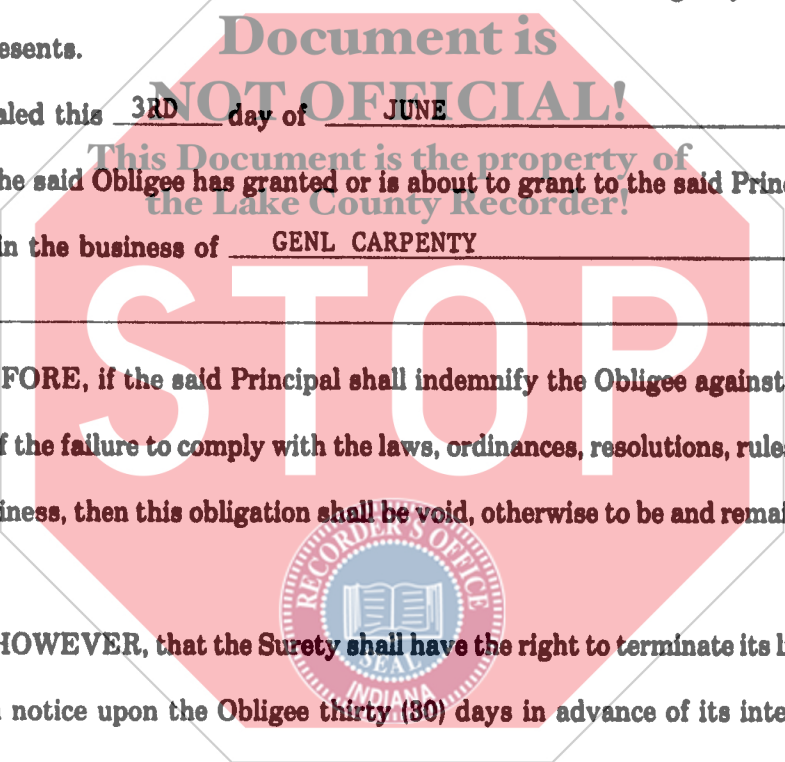 Document is
esents.
NOT OFFICIAL!
aled this 3RD day of JUNE
This Document is the property of
he said Obligee has granted or is about to grant to the said Princ
the Lake County Recorder!
in the business of GENL CARPENTY
STOP
FORE, if the said Principal shall indemnify the Obligee against
f the failure to comply with the laws, ordinances, resolutions, rules
iness, then this obligation shall be void, otherwise to be and remai
RECORDER'S OFFICE
HOWEVER, that the Surety shall have the right to terminate its li
SEAL
INDIANA
notice upon the Obligee thirty (30) days in advance of its inte